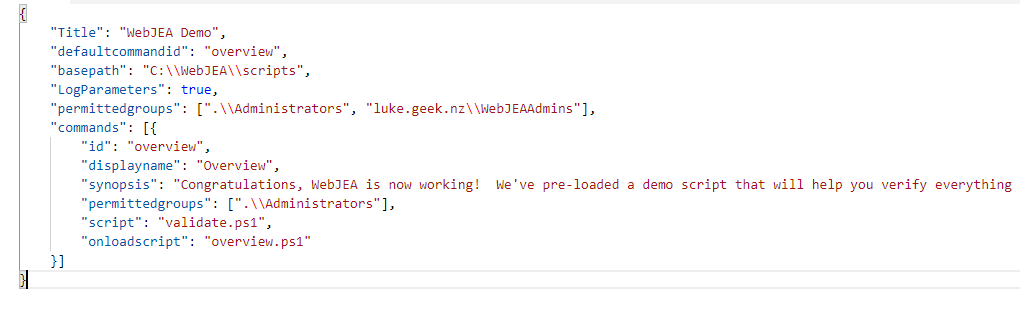 {
    "Title": "WebJEA Demo",
    "defaultcommandid": "overview",
    "basepath": "C:\\WebJEA\\scripts",
    "LogParameters": true,
    "permittedgroups": [".\\Administrators", "luke.geek.nz\\WebJEAAdmins"],
    "commands": [{
        "id": "overview",
        "displayname": "Overview",
        "synopsis": "Congratulations, WebJEA is now working!  We've pre-loaded a demo script that will help you verify everything
        "permittedgroups": [".\\Administrators"],
        "script": "validate.ps1",
        "onloadscript": "overview.ps1"
    }]
}